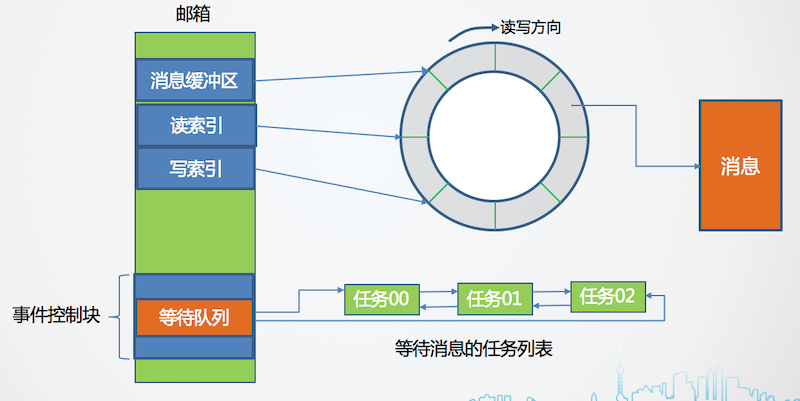 邮箱
读写方向
消息缓冲区
读索引
写索引
消息
事件控制块
等待队列
任务00
任务01
任务02
等待消息的任务列表